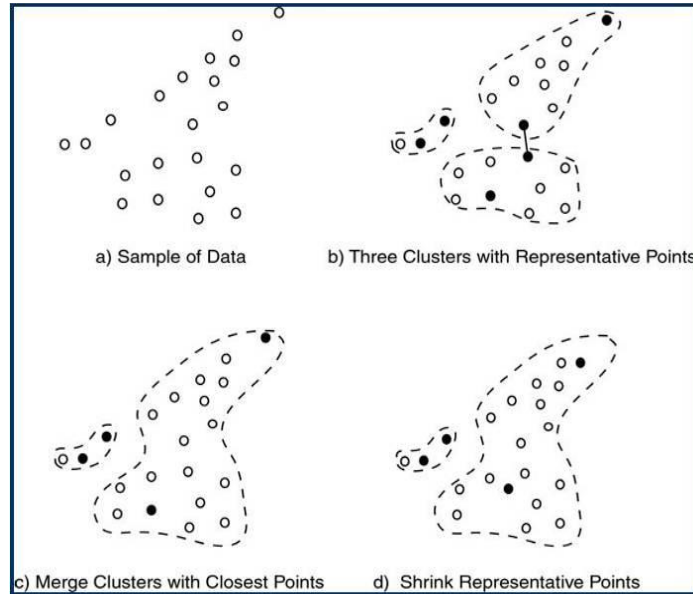 a) Sample of Data
b) Three Clusters with Representative Points
c) Merge Clusters with Closest Points
d) Shrink Representative Points